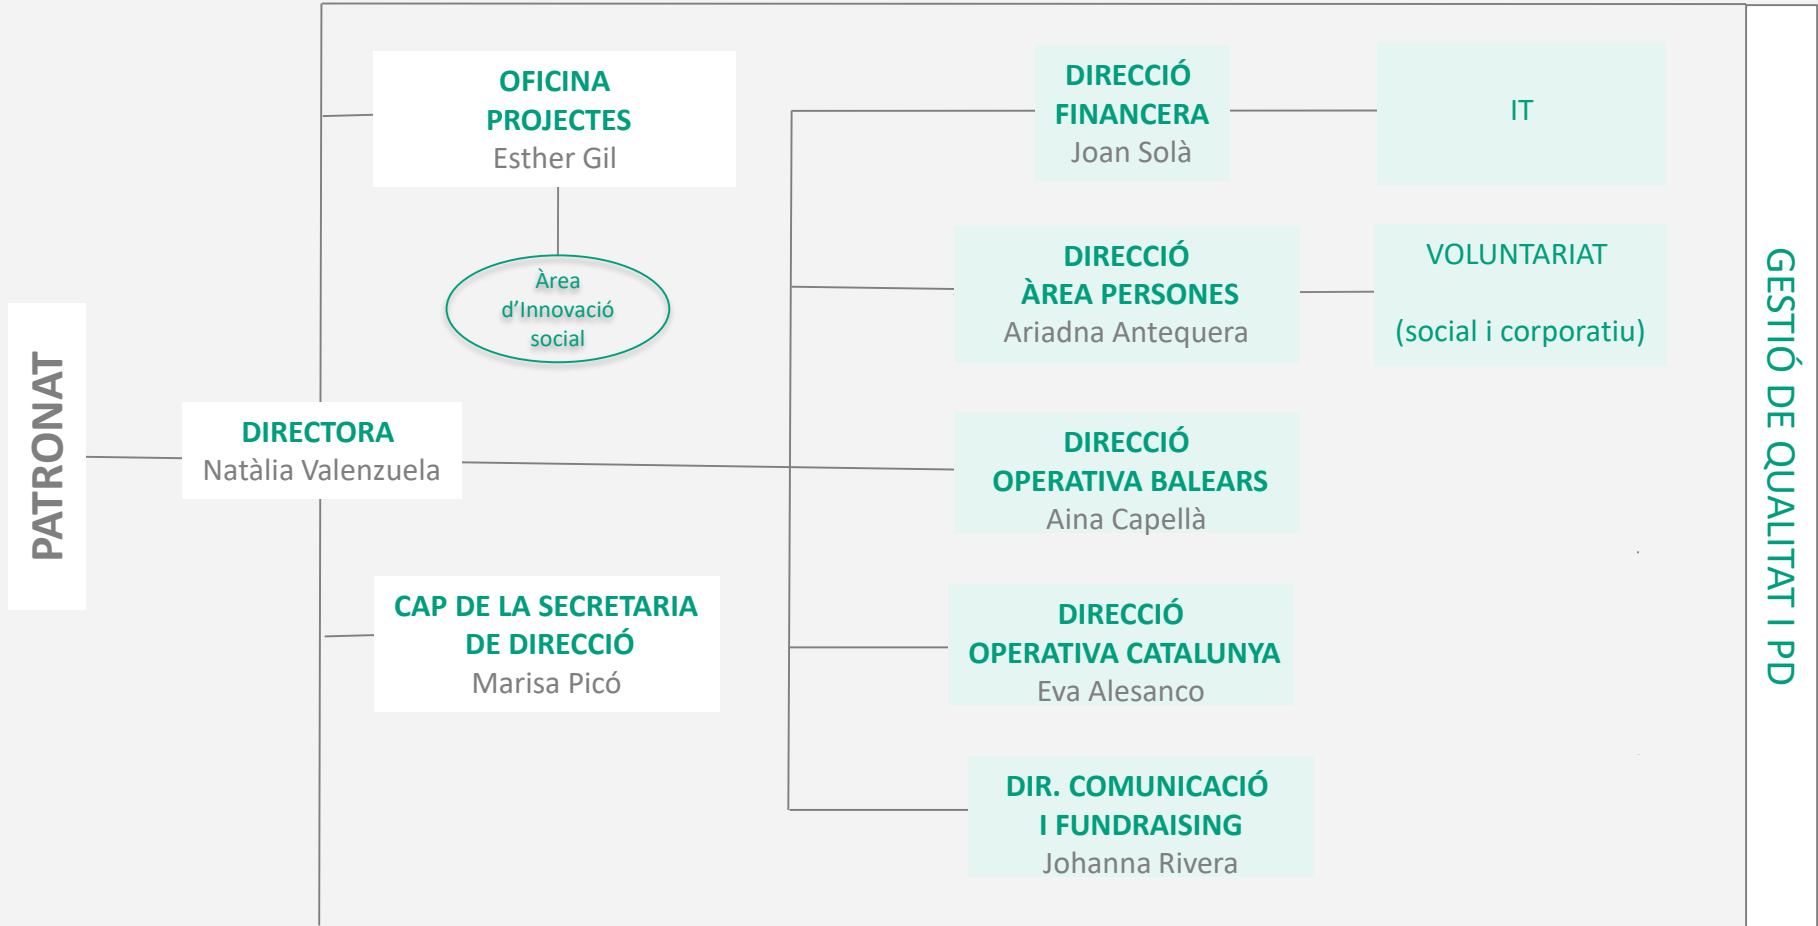 PATRONAT
DIRECTORA
Natàlia Valenzuela
OFICINA
PROJECTES
Esther Gil
Àrea
d’Innovació
social
CAP DE LA SECRETARIA
DE DIRECCIÓ
Marisa Picó
DIRECCIÓ
FINANCERA
Joan Solà
IT
DIRECCIÓ
ÀREA PERSONES
Ariadna Antequera
VOLUNTARIAT
(social i corporatiu)
DIRECCIÓ
OPERATIVA BALEARS
Aina Capellà
DIRECCIÓ
OPERATIVA CATALUNYA
Eva Alesanco
DIR. COMUNICACIÓ
I FUNDRAISING
Johanna Rivera
GESTIÓ DE QUALITAT I PD